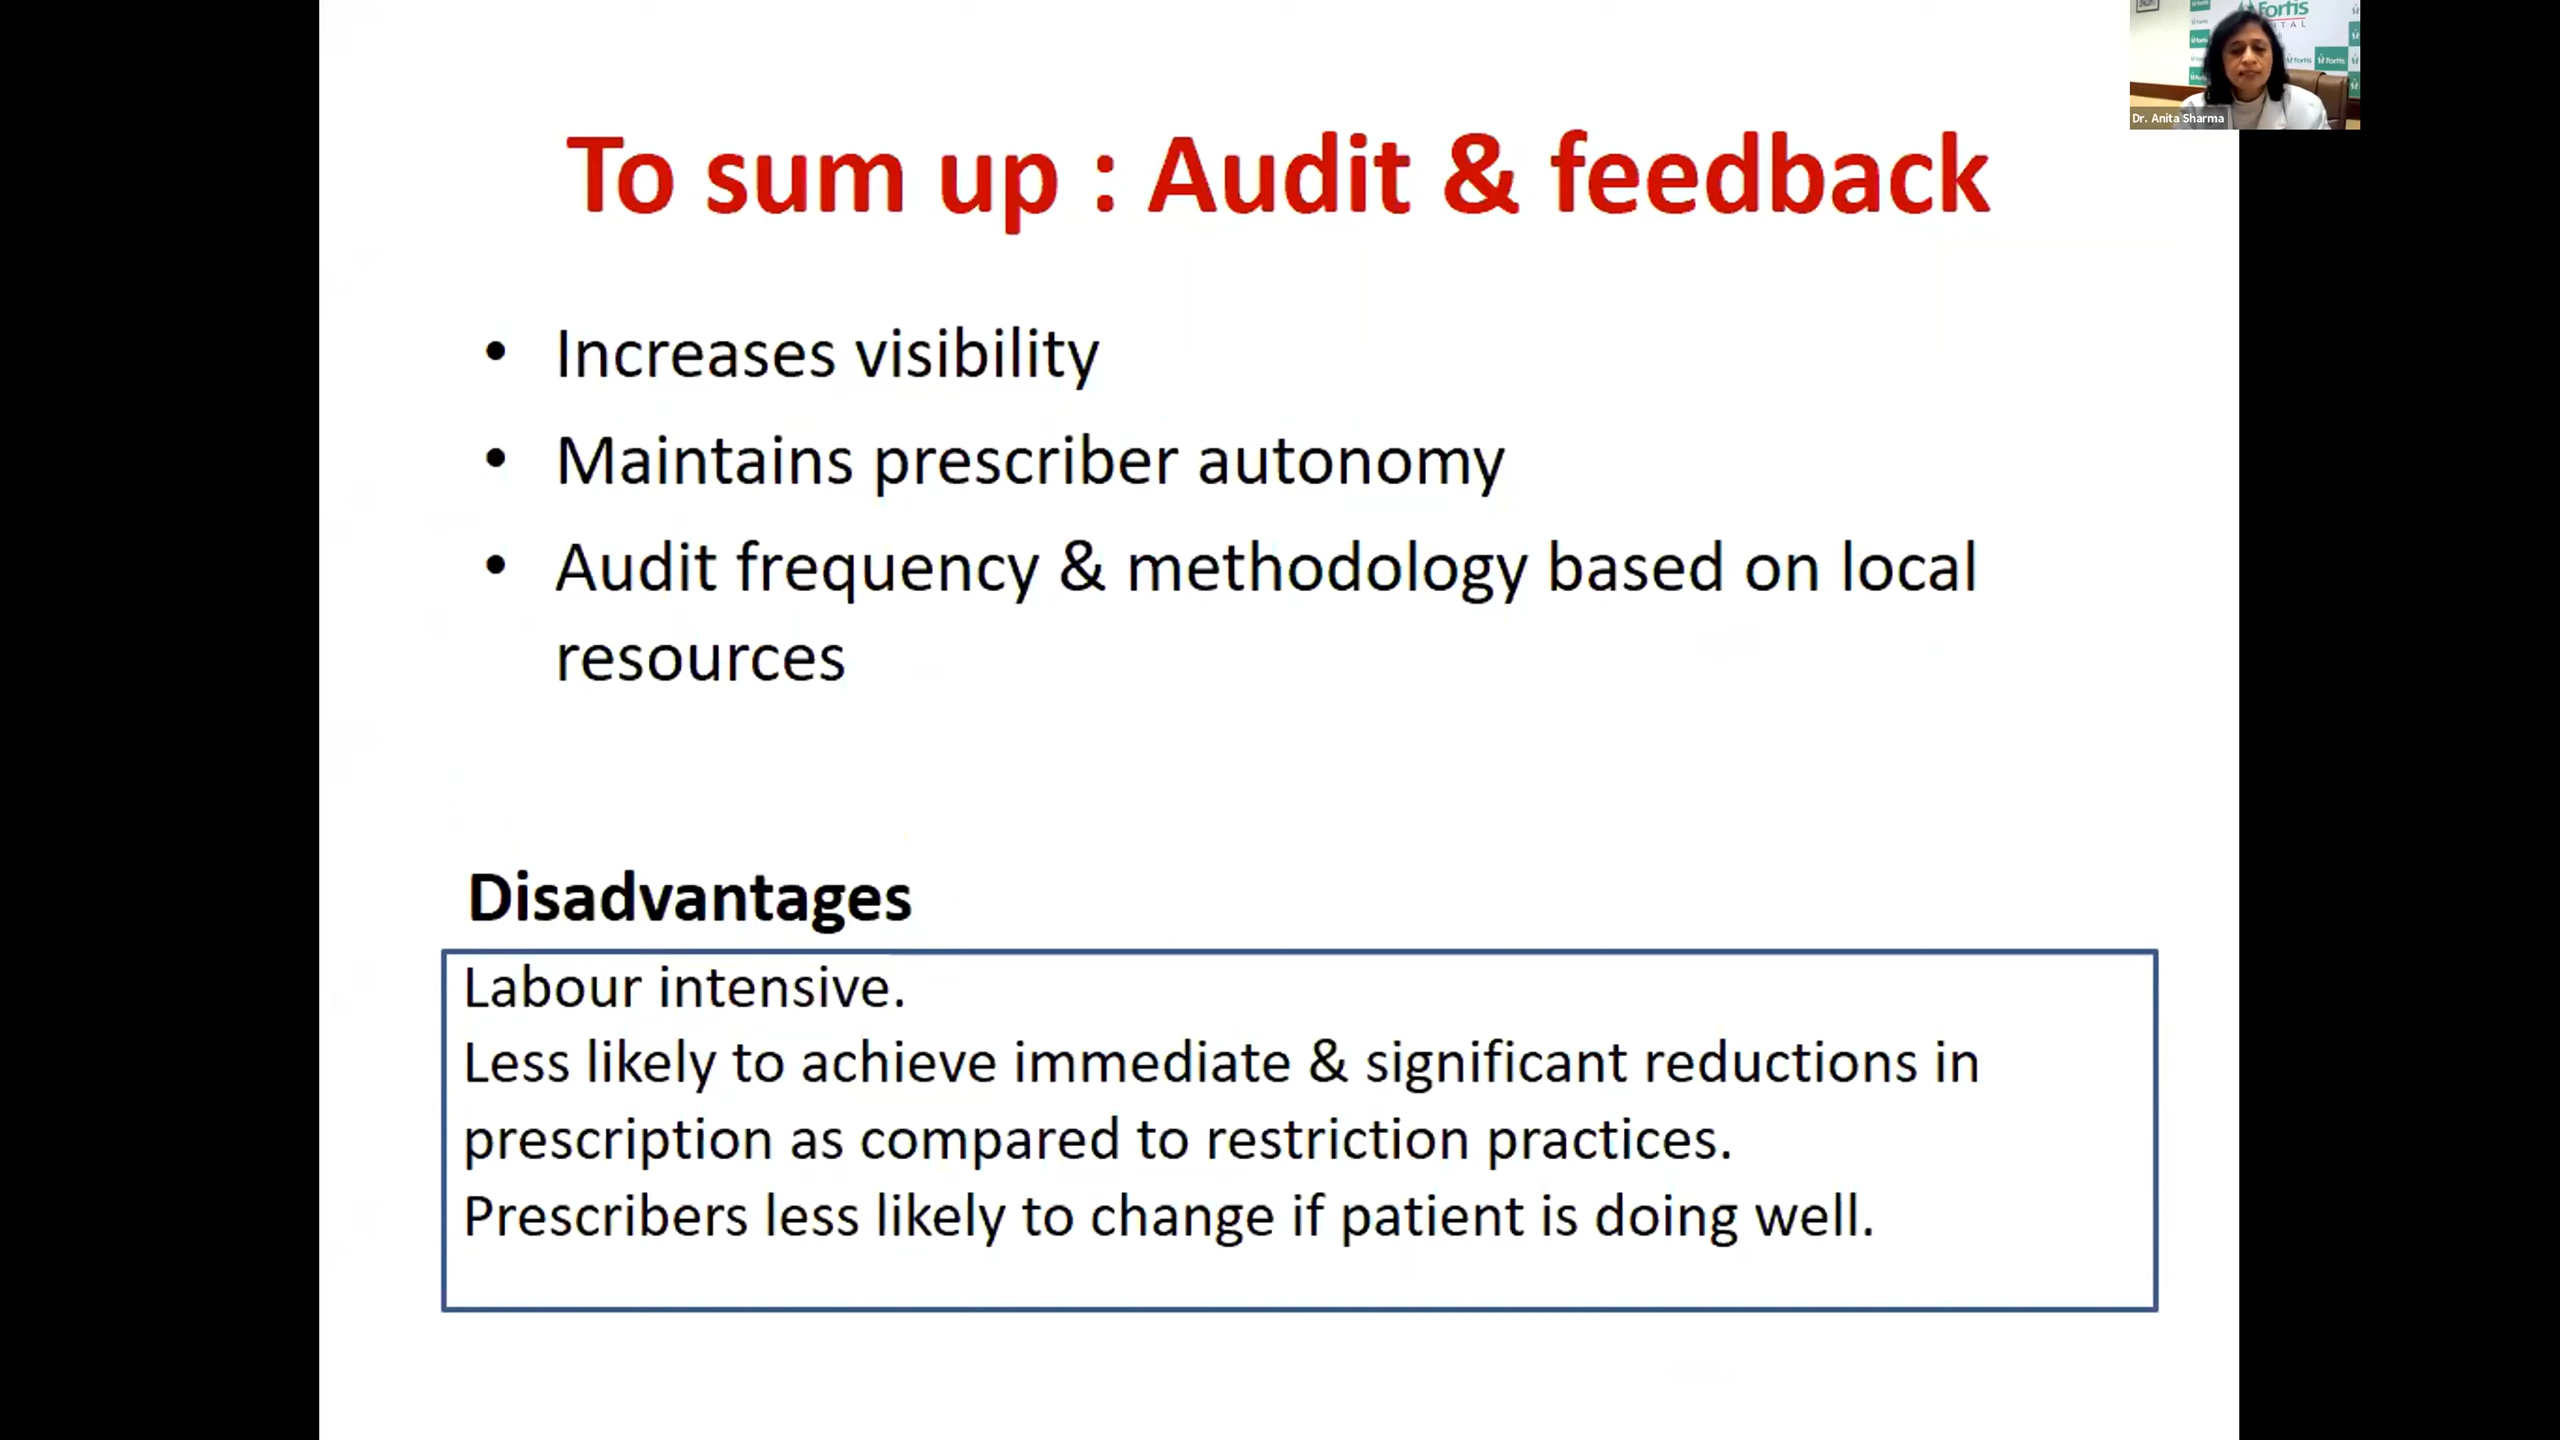 Fortis
To sum up : Audit & feedback
Dr. Anita Sharma
• Increases visibility
• Maintains prescriber autonomy
• Audit frequency & methodology based on local
resources
Disadvantages
Labour intensive.
Less likely to achieve immediate & significant reductions in
prescription as compared to restriction practices.
Prescribers less likely to change if patient is doing well.